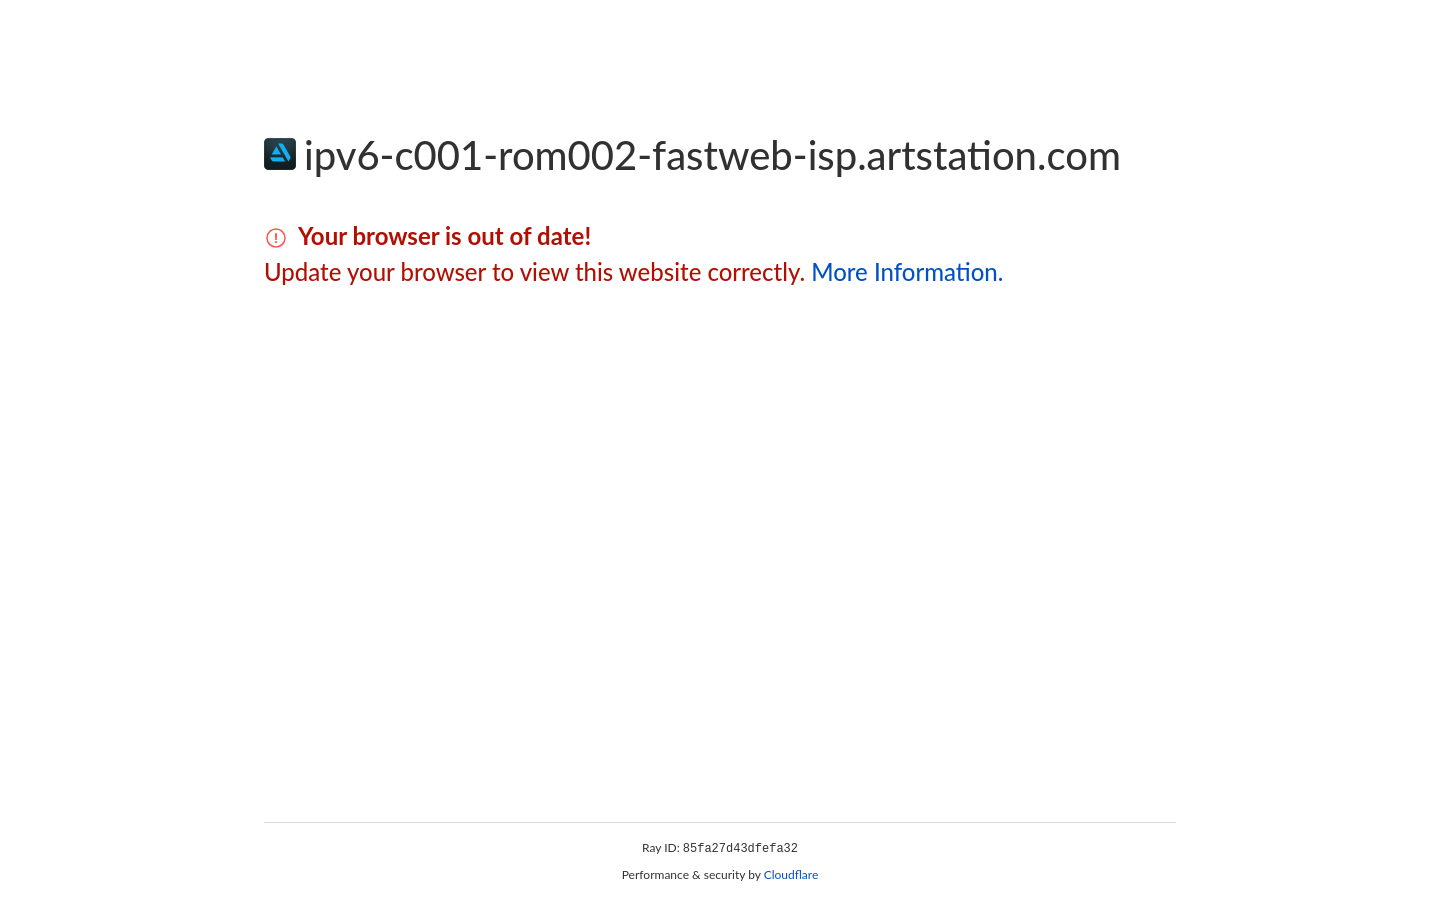 ipv6-c001-rom002-fastweb-isp.artstation.com
Your browser is out of date!
Update your browser to view this website correctly. More Information.
Ray ID: 85fa27d43dfefa32
Performance & security by Cloudflare